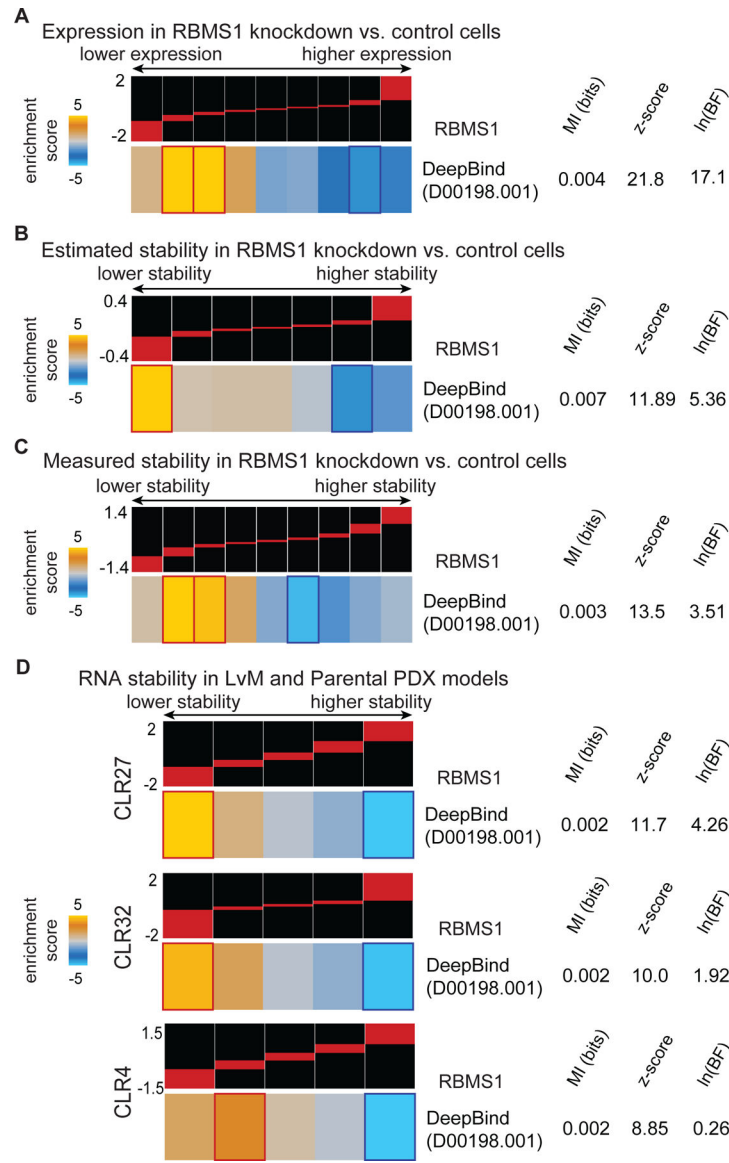 A
Expression in RBMS1 knockdown vs. control cells
lower expression
higher expression
2
-2
5
-5
enrichment
score
RBMS1
DeepBind
(D00198.001)
MI (bits)
z-score
ln(BF)
0.004
21.8
17.1
B
Estimated stability in RBMS1 knockdown vs. control cells
lower stability
higher stability
0.4
-0.4
5
-5
enrichment
score
RBMS1
DeepBind
(D00198.001)
MI (bits)
z-score
ln(BF)
0.007
11.89
5.36
C
Measured stability in RBMS1 knockdown vs. control cells
lower stability
higher stability
1.4
-1.4
5
-5
enrichment
score
RBMS1
DeepBind
(D00198.001)
MI (bits)
z-score
ln(BF)
0.003
13.5
3.51
D
RNA stability in LvM and Parental PDX models
lower stability
higher stability
2
-2
CLR27
RBMS1
DeepBind
(D00198.001)
MI (bits)
z-score
ln(BF)
0.002
11.7
4.26
2
-2
5
-5
enrichment
score
CLR32
RBMS1
DeepBind
(D00198.001)
MI (bits)
z-score
ln(BF)
0.002
10.0
1.92
1.5
-1.5
CLR4
RBMS1
DeepBind
(D00198.001)
MI (bits)
z-score
ln(BF)
0.002
8.85
0.26